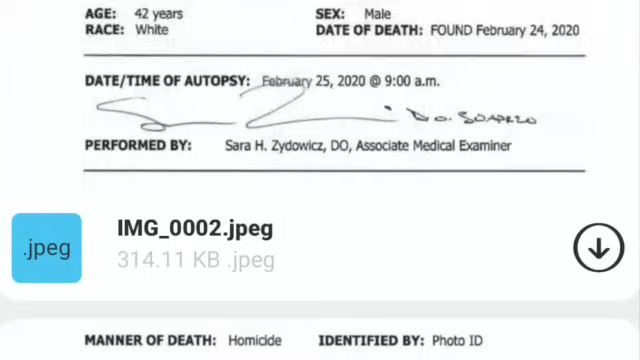 AGE: 42 years SEX: Male
RACE: White DATE OF DEATH: FOUND February 24, 2020
DATE/TIME OF AUTOPSY: February 25, 2020 @ 9:00 a.m.
D.O.
PERFORMED BY: Sara H. Zydowicz, DO, Associate Medical Examiner
.jpeg
IMG_0002.jpeg
314.11 KB .jpeg
MANNER OF DEATH: Homicide IDENTIFIED BY: Photo ID